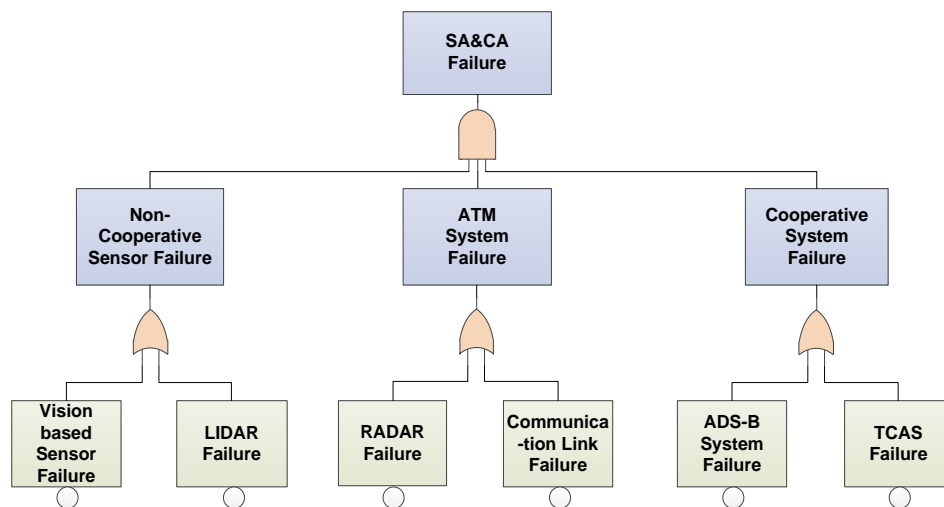 SA&CA
Failure
Non-
Cooperative
Sensor Failure
ATM
System
Failure
Cooperative
System
Failure
Vision
based
Sensor
Failure
LIDAR
Failure
RADAR
Failure
Communica
-tion Link
Failure
ADS-B
System
Failure
TCAS
Failure